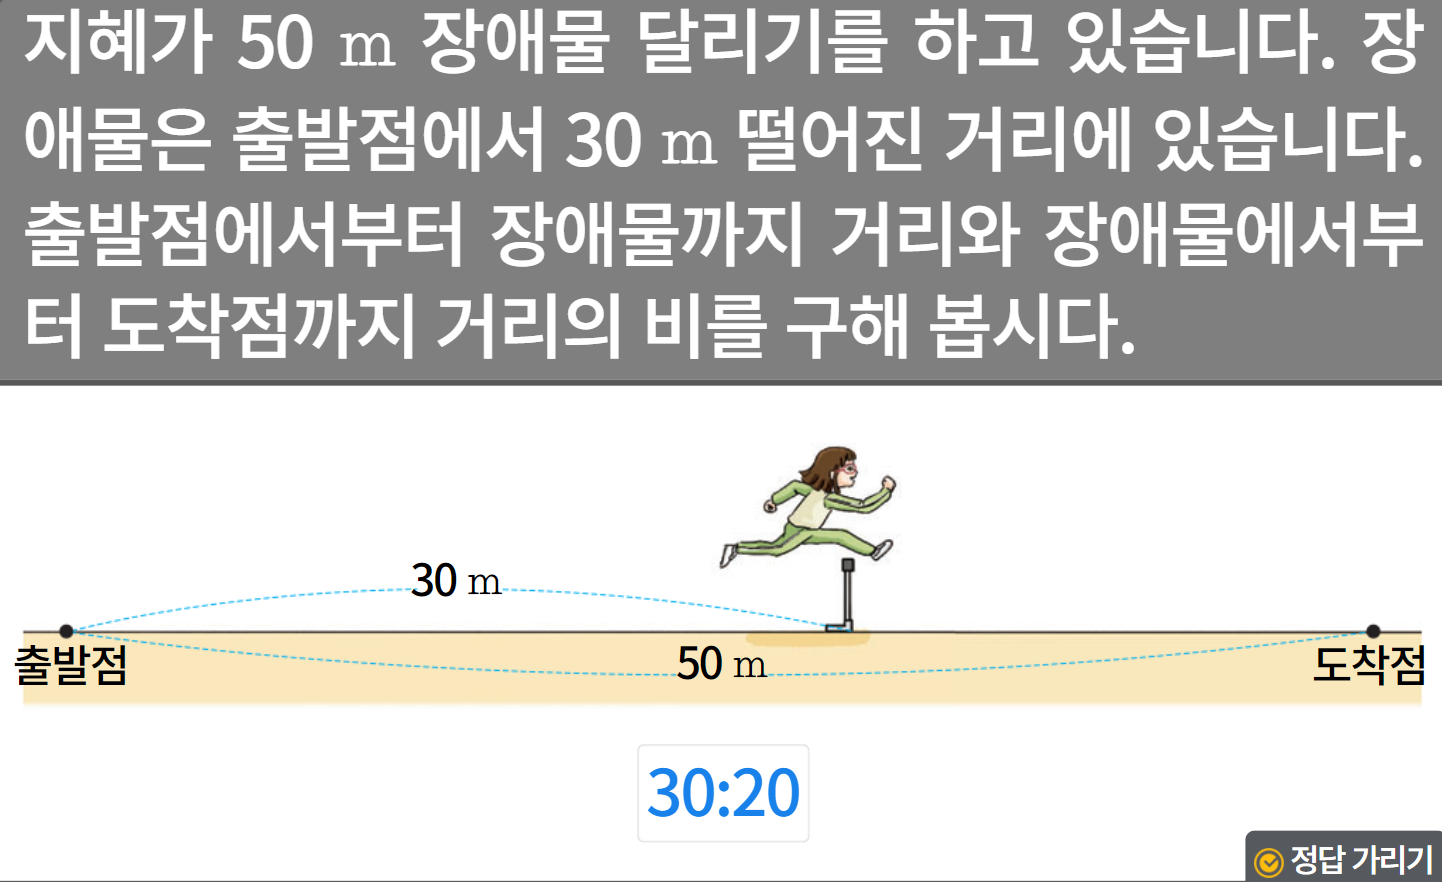 지혜가 50 m 장애물 달리기를 하고 있습니다. 장
애물은 출발점에서 30 m 떨어진 거리에 있습니다.
출발점에서부터 장애물까지 거리와 장애물에서부
터 도착점까지 거리의 비를 구해 봅시다.
30 m
출발점
50 m
도착점
30:20
정답 가리기